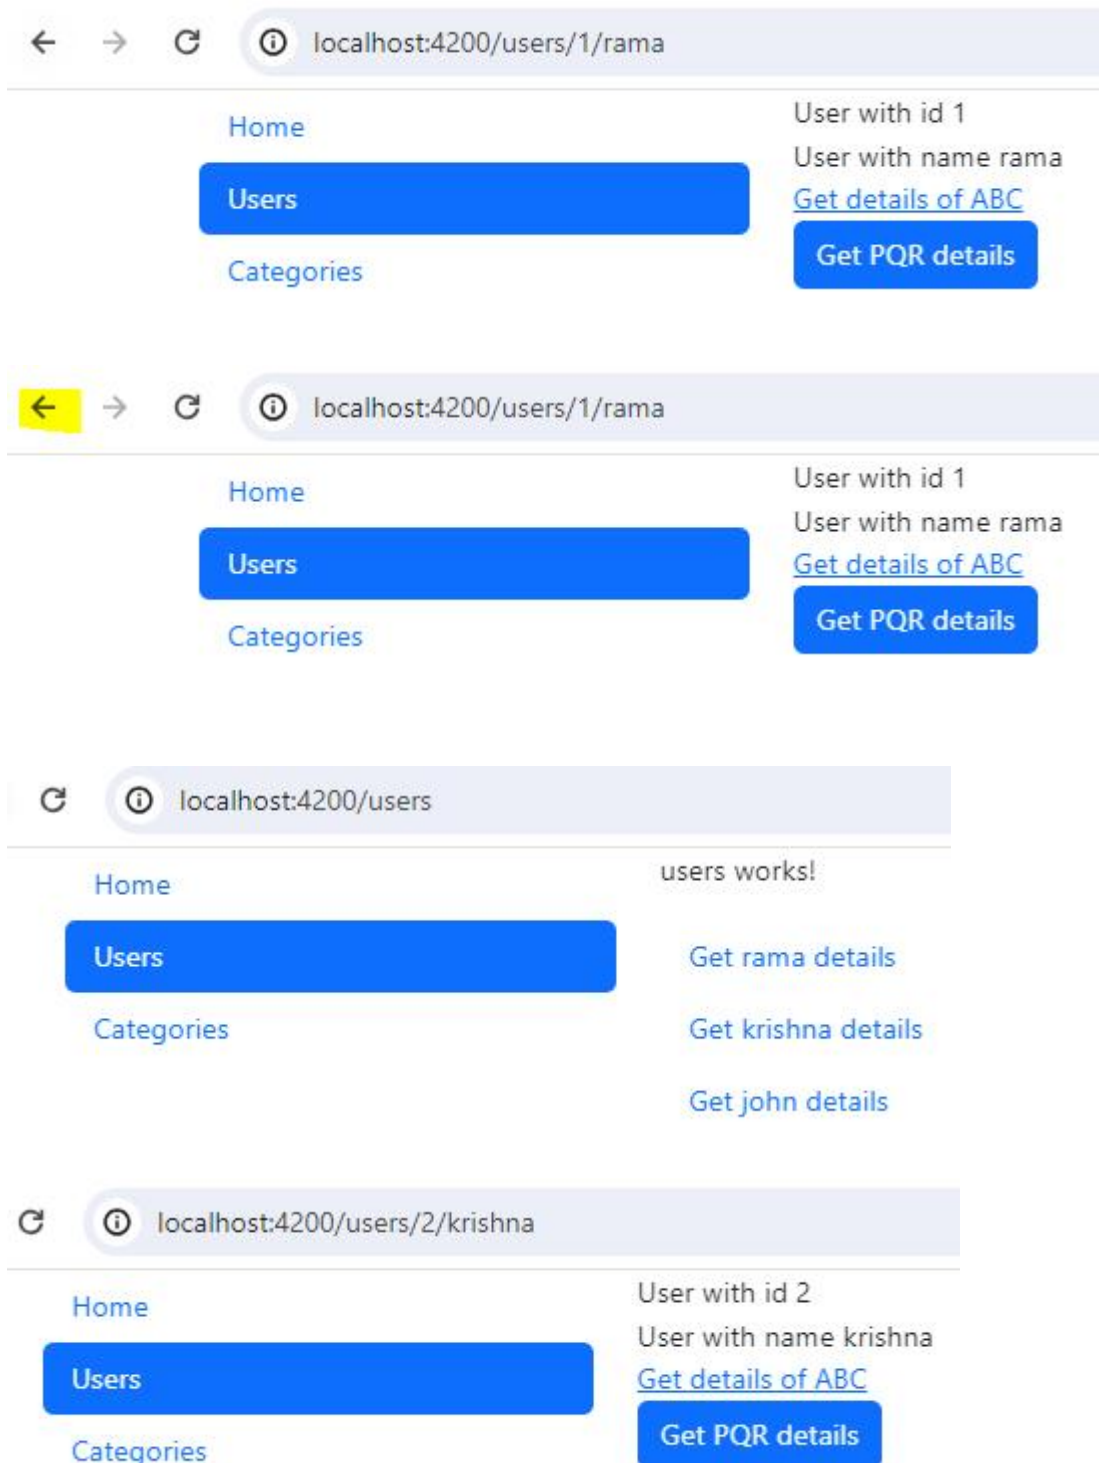 localhost:4200/users/1/rama
Home
User with id 1
User with name rama
Users
Get details of ABC
Get PQR details
Categories
localhost:4200/users/1/rama
Home
User with id 1
User with name rama
Users
Get details of ABC
Get PQR details
Categories
localhost:4200/users
Home
users works!
Users
Get rama details
Categories
Get krishna details
Get john details
localhost:4200/users/2/krishna
Home
User with id 2
User with name krishna
Users
Get details of ABC
Get PQR details
Categories